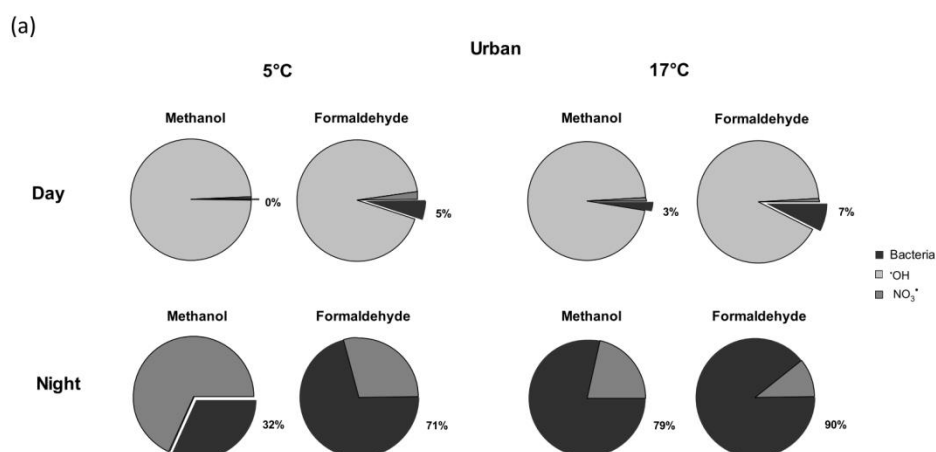 (a)
Urban
5°C 17°C
Methanol Formaldehyde Methanol Formaldehyde
Day
0% 5% 3% 7%
Bacteria
•OH
NO3•
Methanol Formaldehyde Methanol Formaldehyde
Night
32% 71% 79% 90%